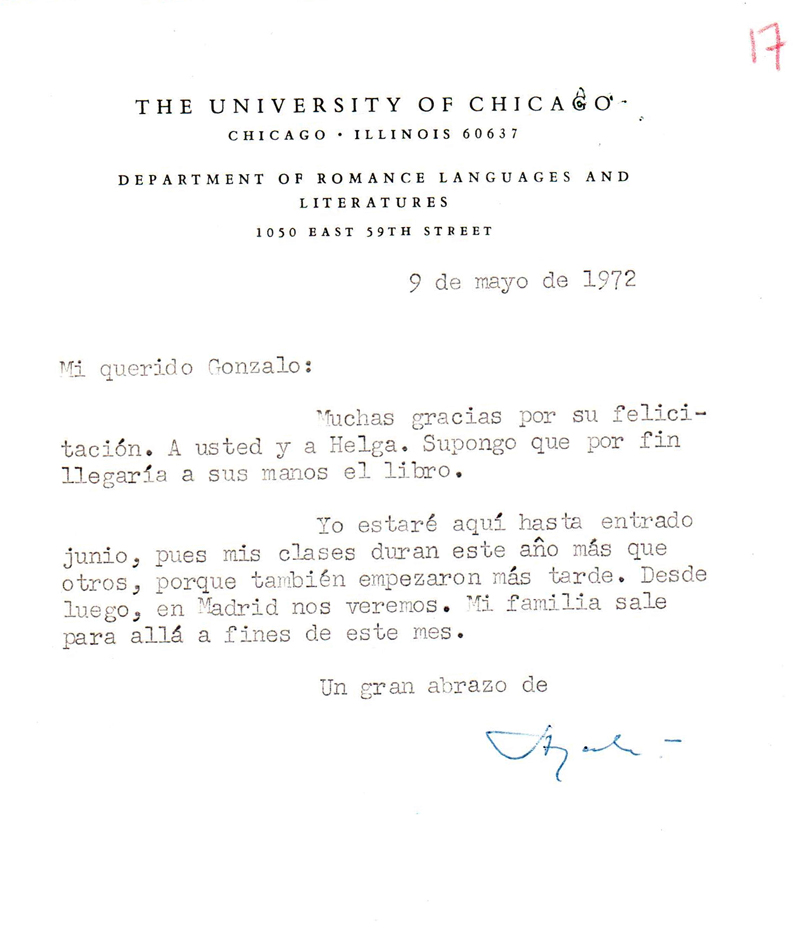 17
THE UNIVERSITY OF CHICAGO
CHICAGO · ILLINOIS 60637
DEPARTMENT OF ROMANCE LANGUAGES AND
LITERATURES
1050 EAST 59TH STREET
9 de mayo de 1972
Mi querido Gonzalo:
Muchas gracias por su felici-
tación. A usted y a Helga. Supongo que por fin
llegaría a sus manos el libro.
Yo estaré aquí hasta entrado
junio, pues mis clases duran este año más que
otros, porque también empezaron más tarde. Desde
luego, en Madrid nos veremos. Mi familia sale
para allá a fines de este mes.
Un gran abrazo de
Ayala